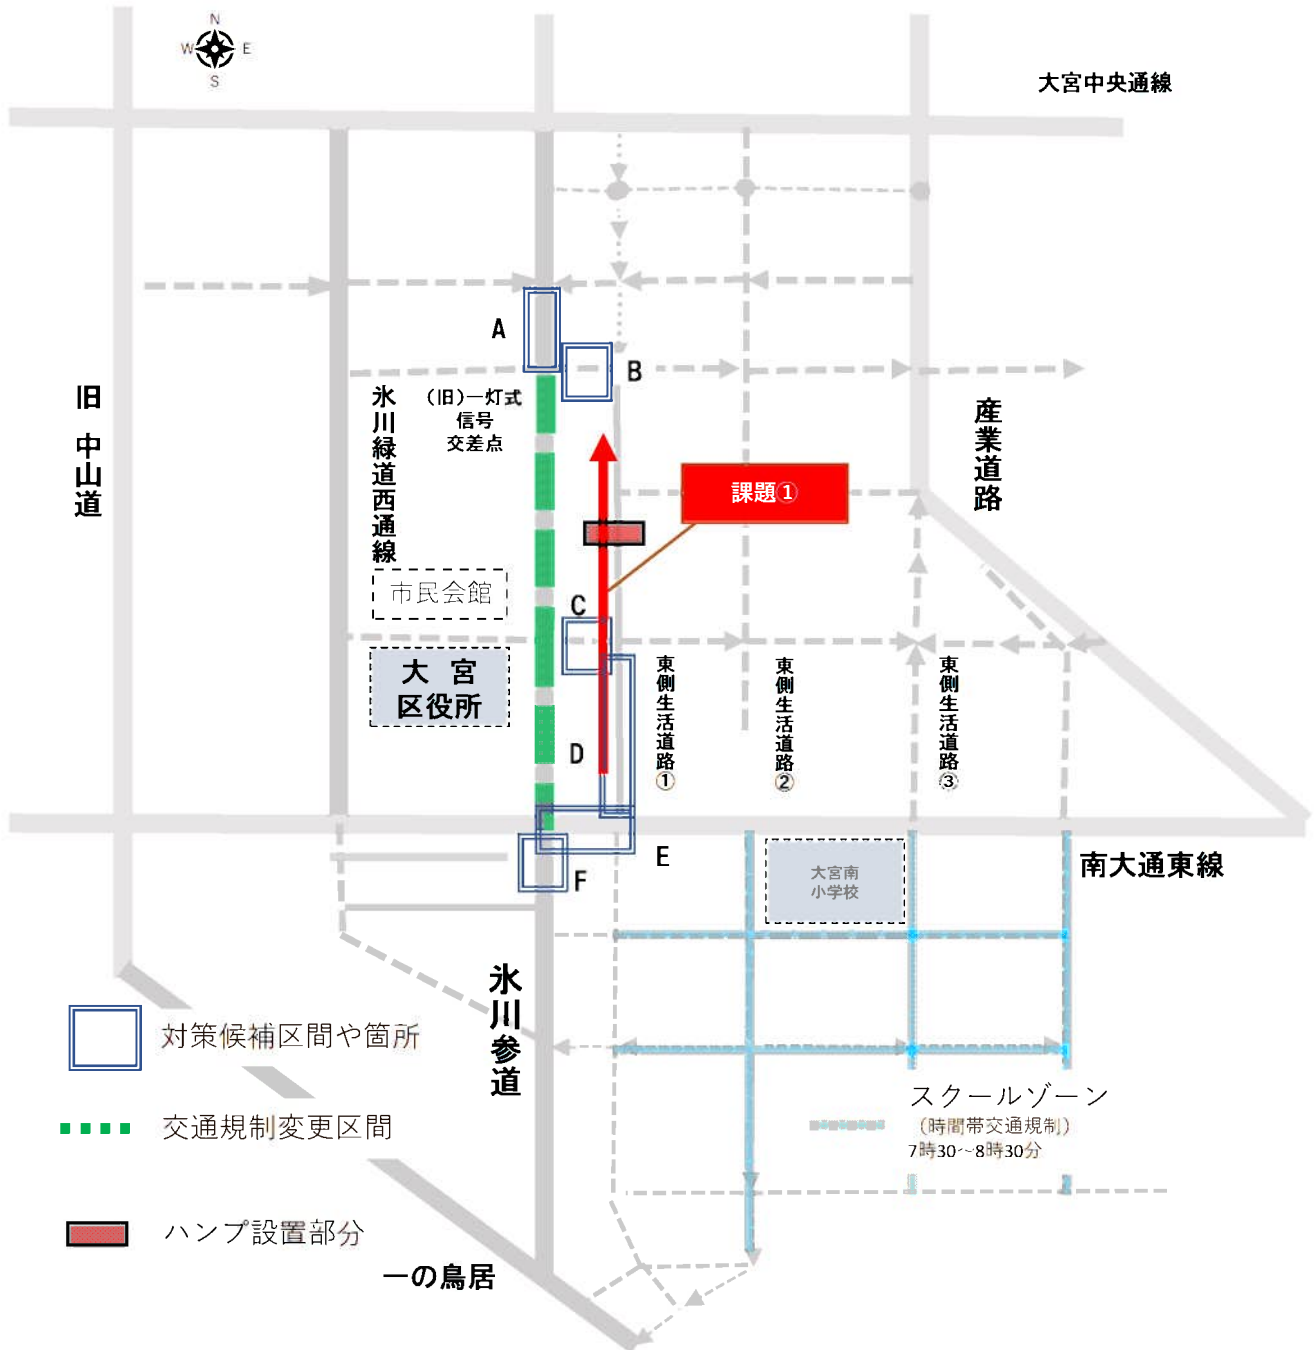 N
W
E
S
大宮中央通線
A
B
旧中山道
氷川緑道西通線
（旧）一灯式
信号
交差点
産業道路
課題①
市民会館
C
大宮
区役所
東側生活道路①
東側生活道路②
東側生活道路③
D
E
F
南大通東線
大宮南
小学校
氷川参道
対策候補区間や箇所
交通規制変更区間
ハンプ設置部分
スクールゾーン
（時間帯交通規制）
7時30～8時30分
一の鳥居